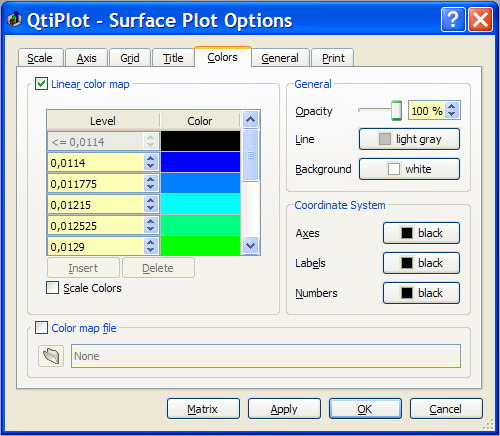 QtiPlot - Surface Plot Options
Scale Axis Grid Title Colors General Print
Linear color map
Level Color
<= 0,0114
0,0114
0,011775
0,01215
0,012525
0,0129
Insert Delete
Scale Colors
General
Opacity 100 %
Line light gray
Background white
Coordinate System
Axes black
Labels black
Numbers black
Color map file
None
Matrix Apply OK Cancel